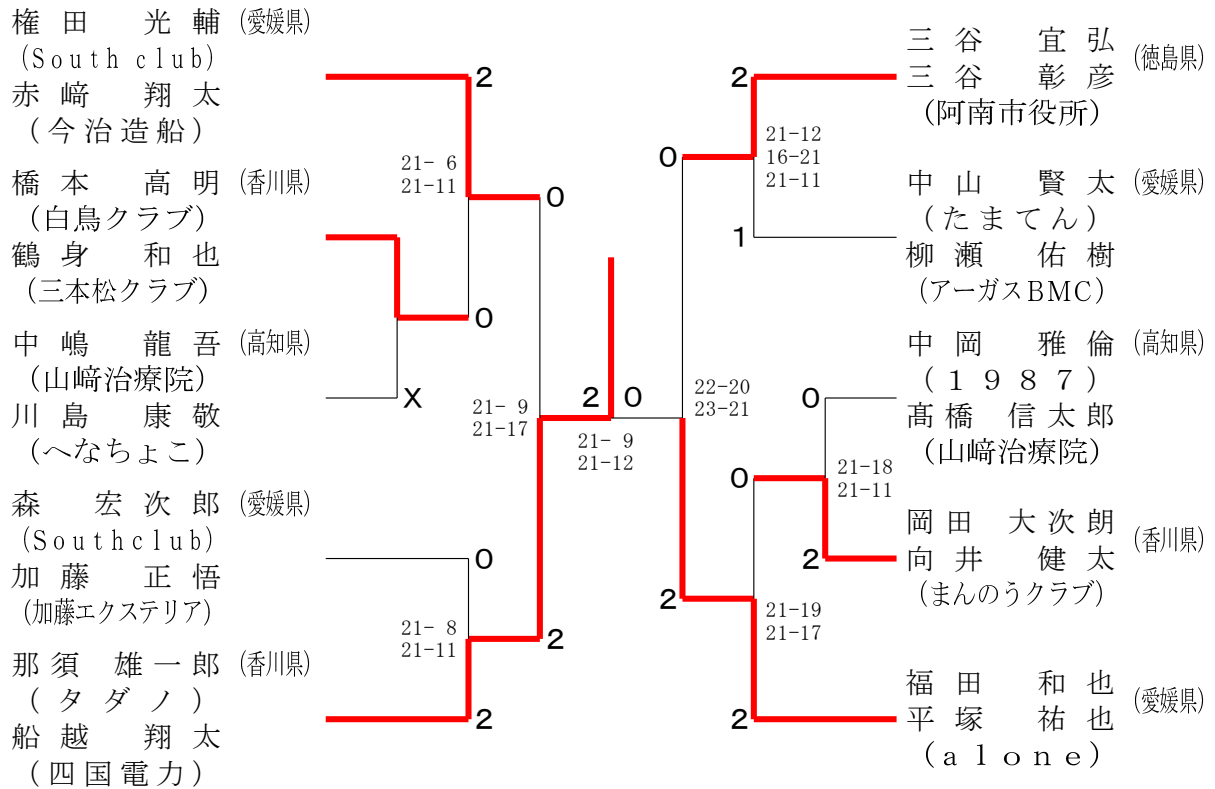 権田 光輔 (愛媛県)
(South club)
赤﨑 翔太
(今治造船)
橋本 高明 (香川県)
(白鳥クラブ)
鶴身 和也
(三本松クラブ)
中嶋 龍吾 (高知県)
(山﨑治療院)
川島 康敬
(へなちょこ)
森 宏次郎 (愛媛県)
(Southclub)
加藤 正悟
(加藤エクステリア)
那須 雄一郎 (香川県)
(タダノ)
船越 翔太
(四国電力)
2
21- 6
21-11
0
0
X
21- 9
21-17
0
21- 8
21-11
2
2
2 0
21- 9
21-12
2
0
21-12
16-21
21-11
1
22-20
23-21
0
0
21-18
21-11
2
2
21-19
21-17
2
三谷 宜弘 (徳島県)
三谷 彰彦
(阿南市役所)
中山 賢太 (愛媛県)
(たまてん)
柳瀬 佑樹
(アーガスBMC)
中岡 雅倫 (高知県)
(1987)
髙橋 信太郎
(山﨑治療院)
岡田 大次朗 (香川県)
向井 健太
(まんのうクラブ)
福田 和也 (愛媛県)
平塚 祐也
(alone)